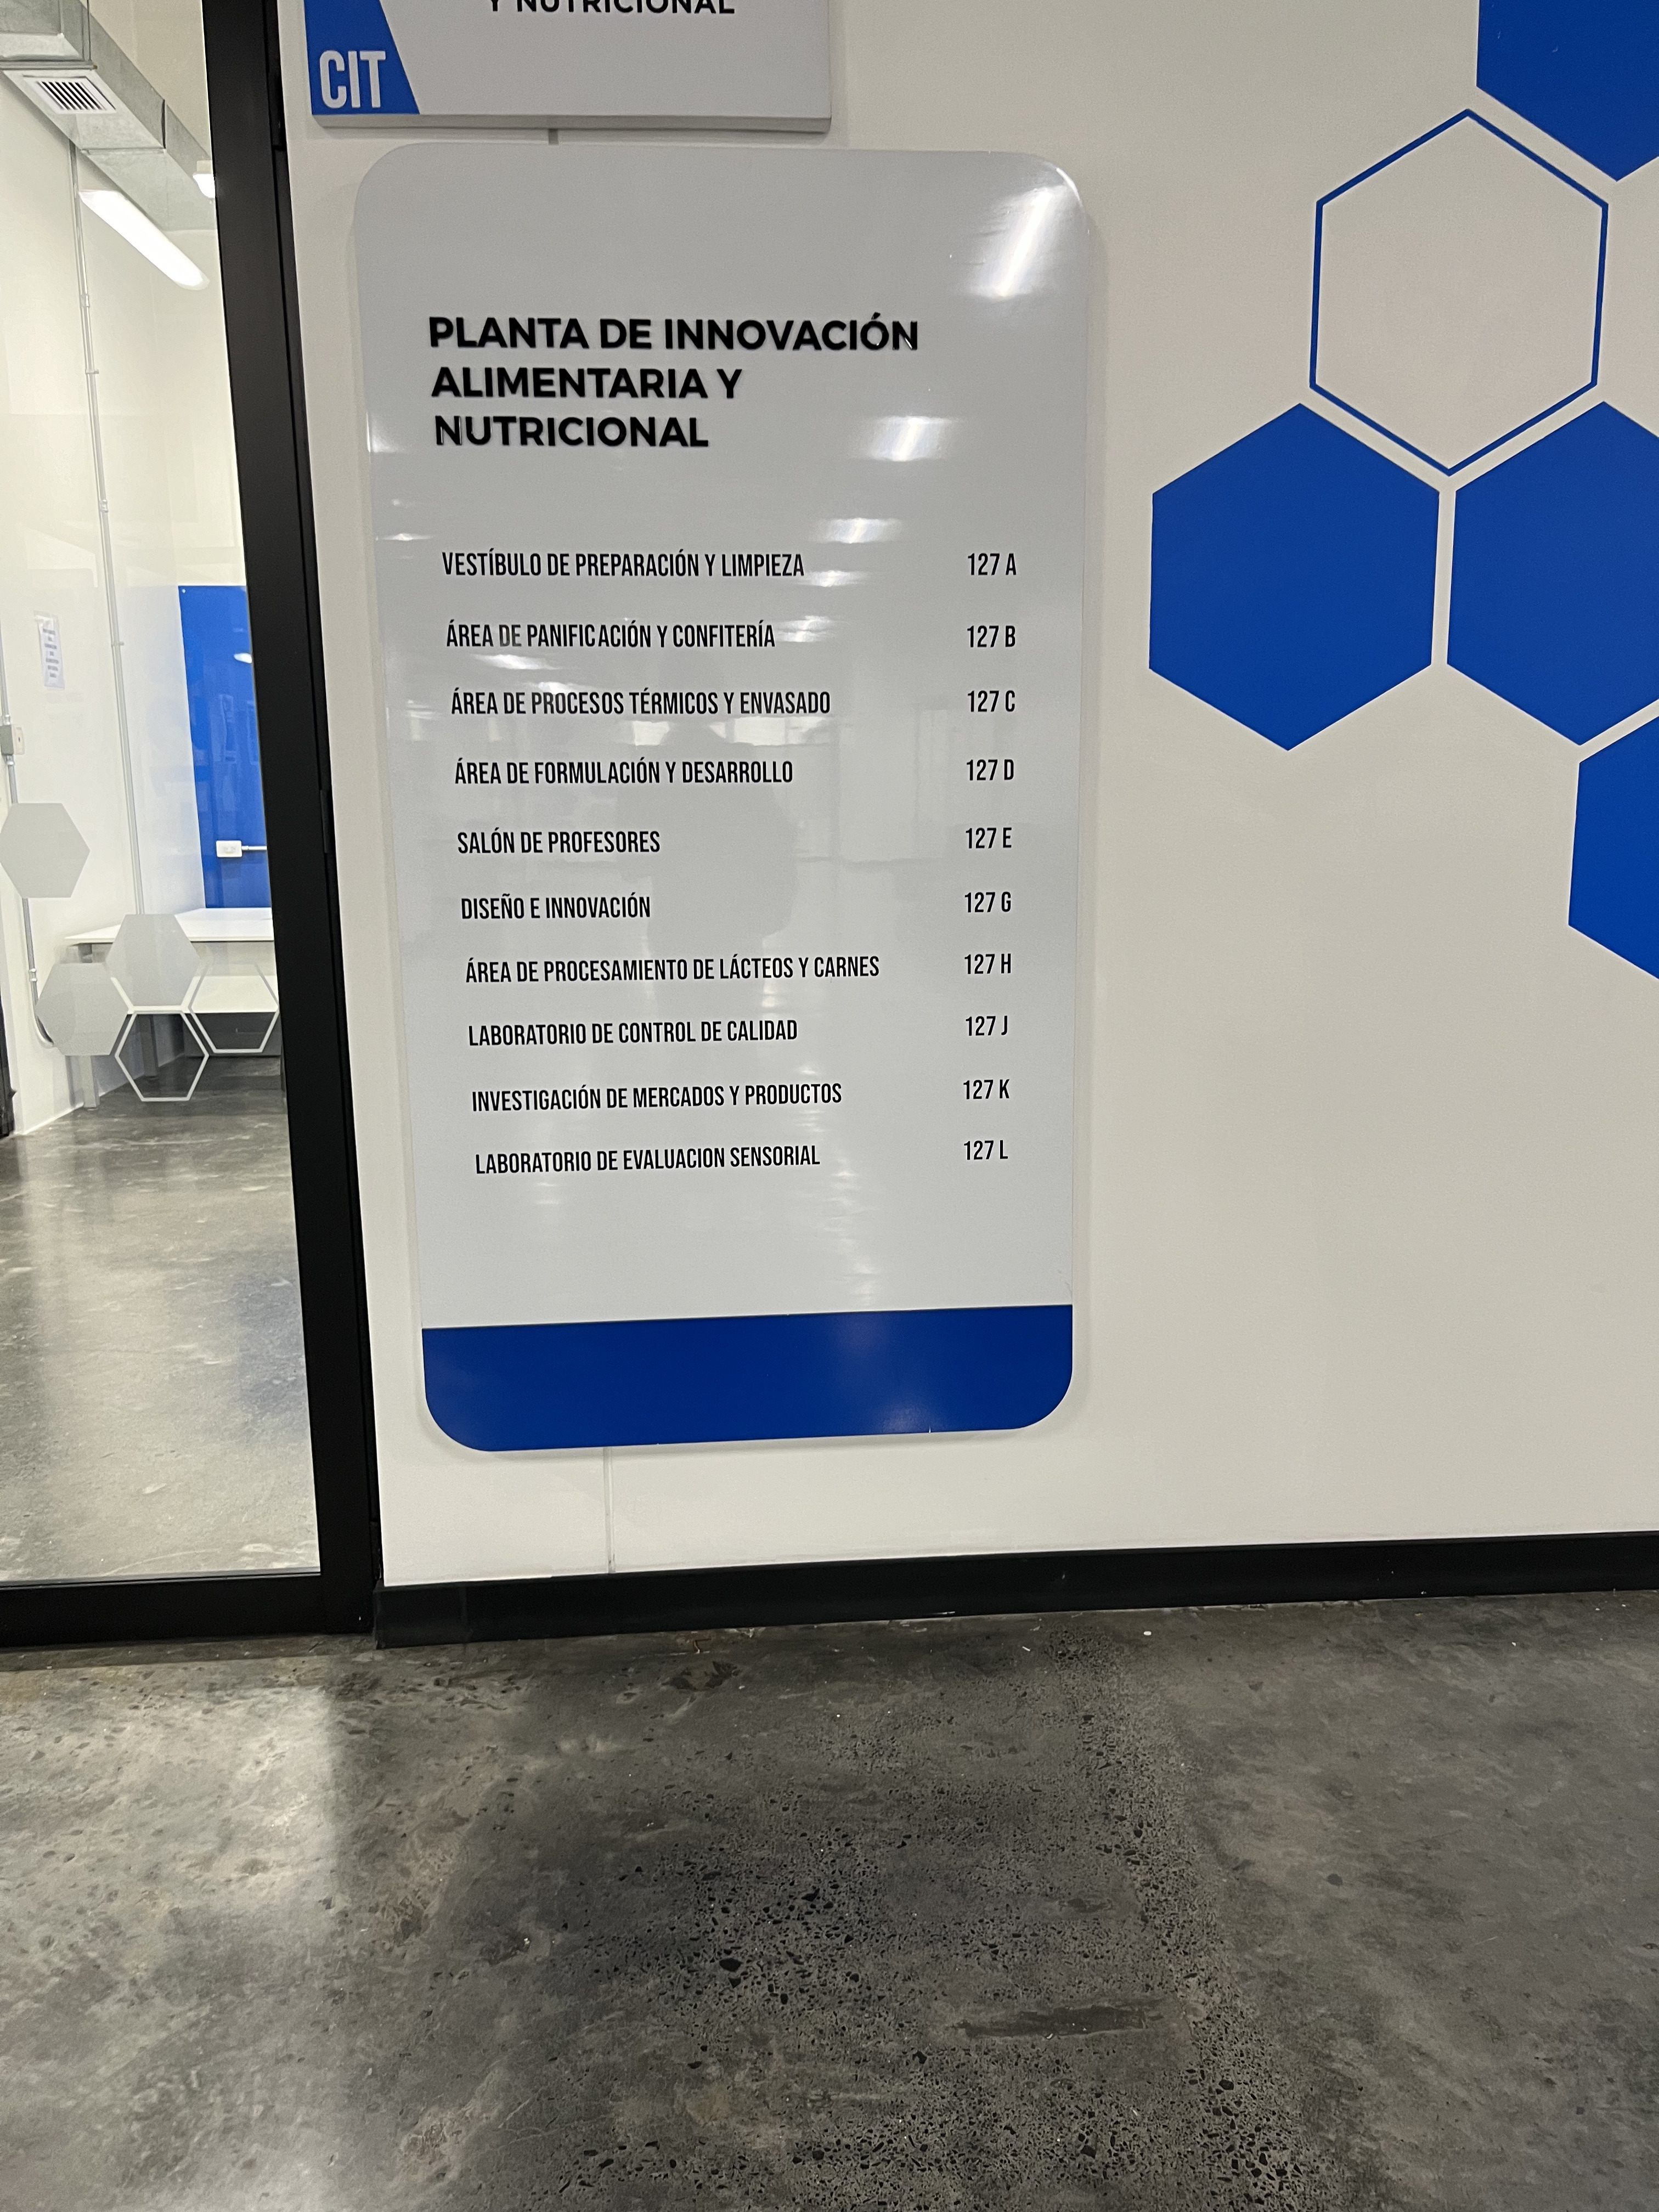 Y NUTRICIONAL
CIT
PLANTA DE INNOVACIÓN
ALIMENTARIA Y
NUTRICIONAL
VESTÍBULO DE PREPARACIÓN Y LIMPIEZA 127 A
ÁREA DE PANIFICACIÓN Y CONFITERÍA 127 B
ÁREA DE PROCESOS TÉRMICOS Y ENVASADO 127 C
ÁREA DE FORMULACIÓN Y DESARROLLO 127 D
SALÓN DE PROFESORES 127 E
DISEÑO E INNOVACIÓN 127 G
ÁREA DE PROCESAMIENTO DE LÁCTEOS Y CARNES 127 H
LABORATORIO DE CONTROL DE CALIDAD 127 J
INVESTIGACIÓN DE MERCADOS Y PRODUCTOS 127 K
LABORATORIO DE EVALUACION SENSORIAL 127 L